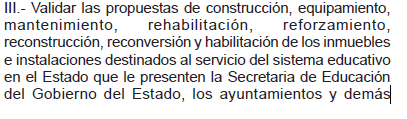 III.- Validar las propuestas de construcción, equipamiento,
mantenimiento, rehabilitación, reforzamiento,
reconstrucción, reconversión y habilitación de los inmuebles
e instalaciones destinados al servicio del sistema educativo
en el Estado que le presenten la Secretaria de Educación
del Gobierno del Estado, los ayuntamientos y demás